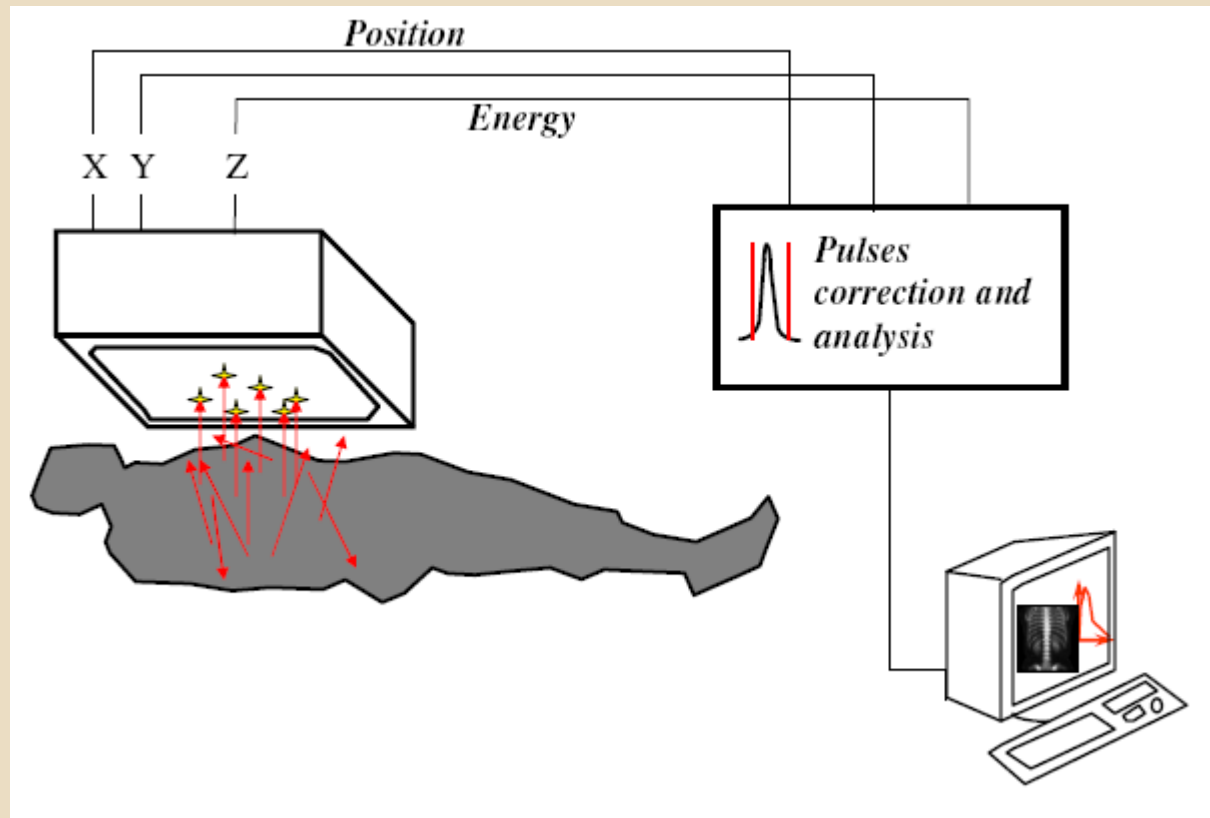 Position
Energy
X Y Z
Pulses
correction and
analysis